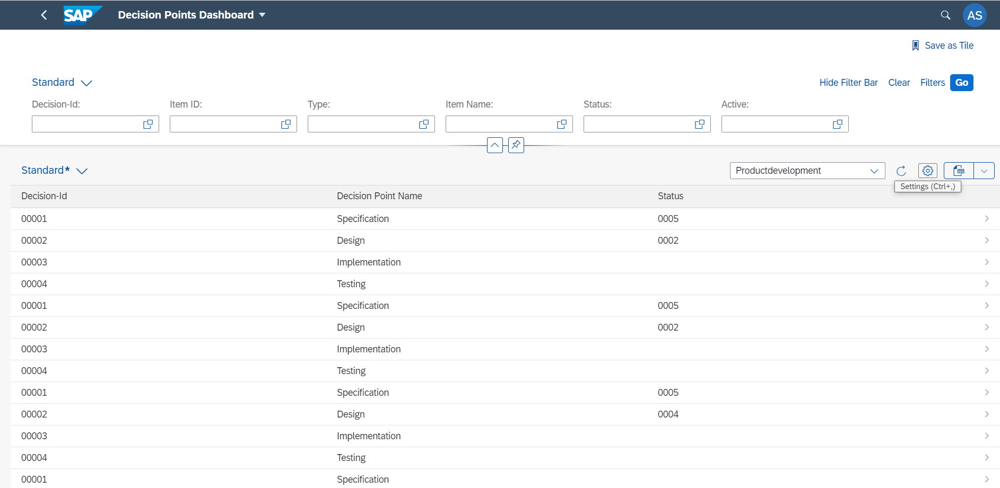 SAP Decision Points Dashboard AS
Save as Tile
Standard Hide Filter Bar Clear Filters Go
Decision-Id: Item ID: Type: Item Name: Status: Active:
Standard* Productdevelopment
Settings (Ctrl+,)
Decision-Id Decision Point Name Status
00001 Specification 0005
00002 Design 0002
00003 Implementation
00004 Testing
00001 Specification 0005
00002 Design 0002
00003 Implementation
00004 Testing
00001 Specification 0005
00002 Design 0004
00003 Implementation
00004 Testing
00001 Specification